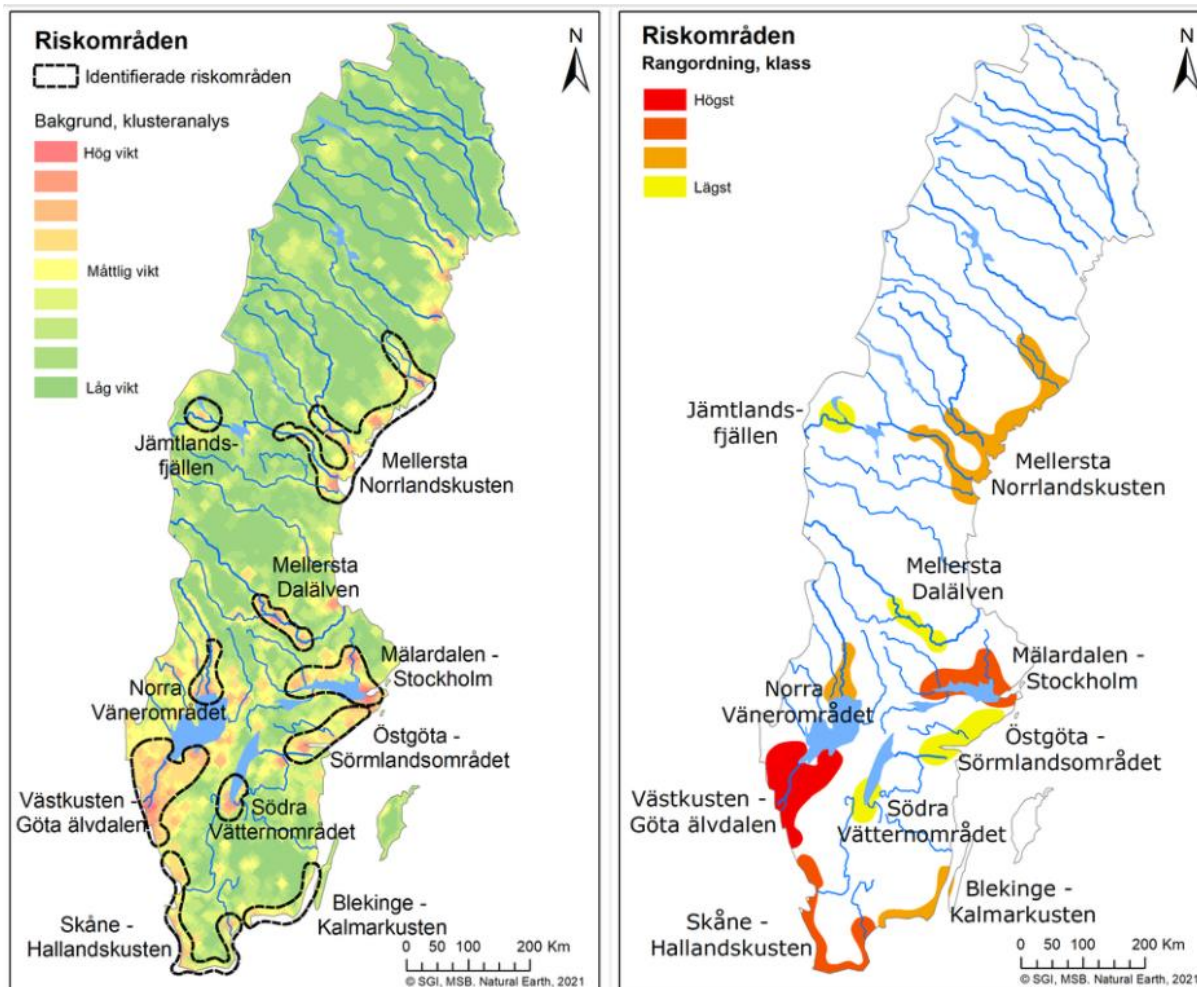 Riskområden
Identifierade riskområden
Bakgrund, klusteranalys
Hög vikt
Måttlig vikt
Låg vikt
N
Jämtlands-
fjällen
Mellersta
Norrlandskusten
Mellersta
Dalälven
Mälardalen -
Stockholm
Norra
Vänerområdet
Östgöta -
Sörmlandsområdet
Västkusten -
Göta älvdalen
Södra
Vätternområdet
Blekinge -
Kalmarkusten
Skåne -
Hallandskusten
0 50 100 200 Km
© SGI, MSB. Natural Earth, 2021
Riskområden
Rangordning, klass
Högst
Lägst
N
Jämtlands-
fjällen
Mellersta
Norrlandskusten
Mellersta
Dalälven
Mälardalen -
Stockholm
Norra
Vänerområdet
Östgöta -
Sörmlandsområdet
Västkusten -
Göta älvdalen
Södra
Vätternområdet
Blekinge -
Kalmarkusten
Skåne -
Hallandskusten
0 50 100 200 Km
© SGI, MSB. Natural Earth, 2021